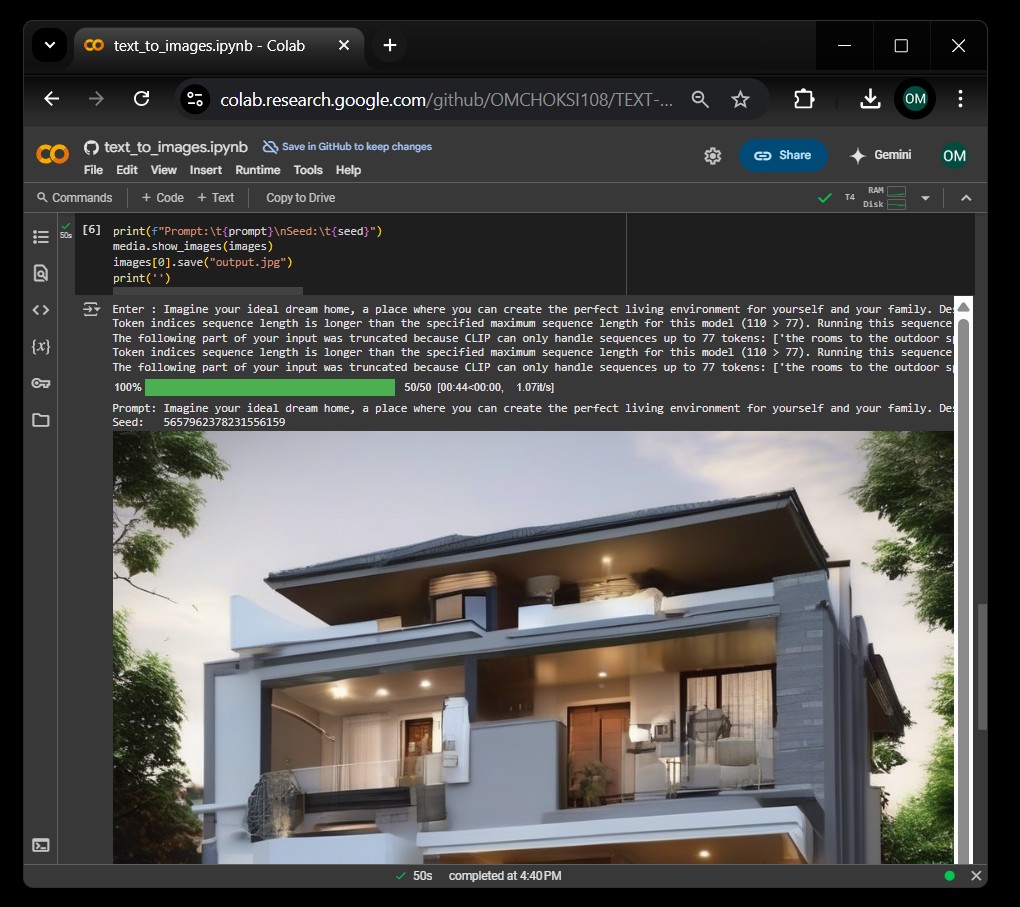 text_to_images.ipynb - Colab
colab.research.google.com/github/OMCHOKSI108/TEXT-...
OM
text_to_images.ipynb
Save in GitHub to keep changes
File Edit View Insert Runtime Tools Help
Share
Gemini
OM
Commands + Code + Text Copy to Drive
T4 RAM
Disk
50s
[6] print(f"Prompt:\t{prompt}\nSeed:\t{seed}")
media.show_images(images)
images[0].save("output.jpg")
print('')
Enter : Imagine your ideal dream home, a place where you can create the perfect living environment for yourself and your family. De
Token indices sequence length is longer than the specified maximum sequence length for this model (110 > 77). Running this sequence
The following part of your input was truncated because CLIP can only handle sequences up to 77 tokens: ['the rooms to the outdoor sp
Token indices sequence length is longer than the specified maximum sequence length for this model (110 > 77). Running this sequence
The following part of your input was truncated because CLIP can only handle sequences up to 77 tokens: ['the rooms to the outdoor sp
100% 50/50 [00:44<00:00, 1.07it/s]
Prompt: Imagine your ideal dream home, a place where you can create the perfect living environment for yourself and your family. De
Seed: 5657962378231556159
50s completed at 4:40 PM